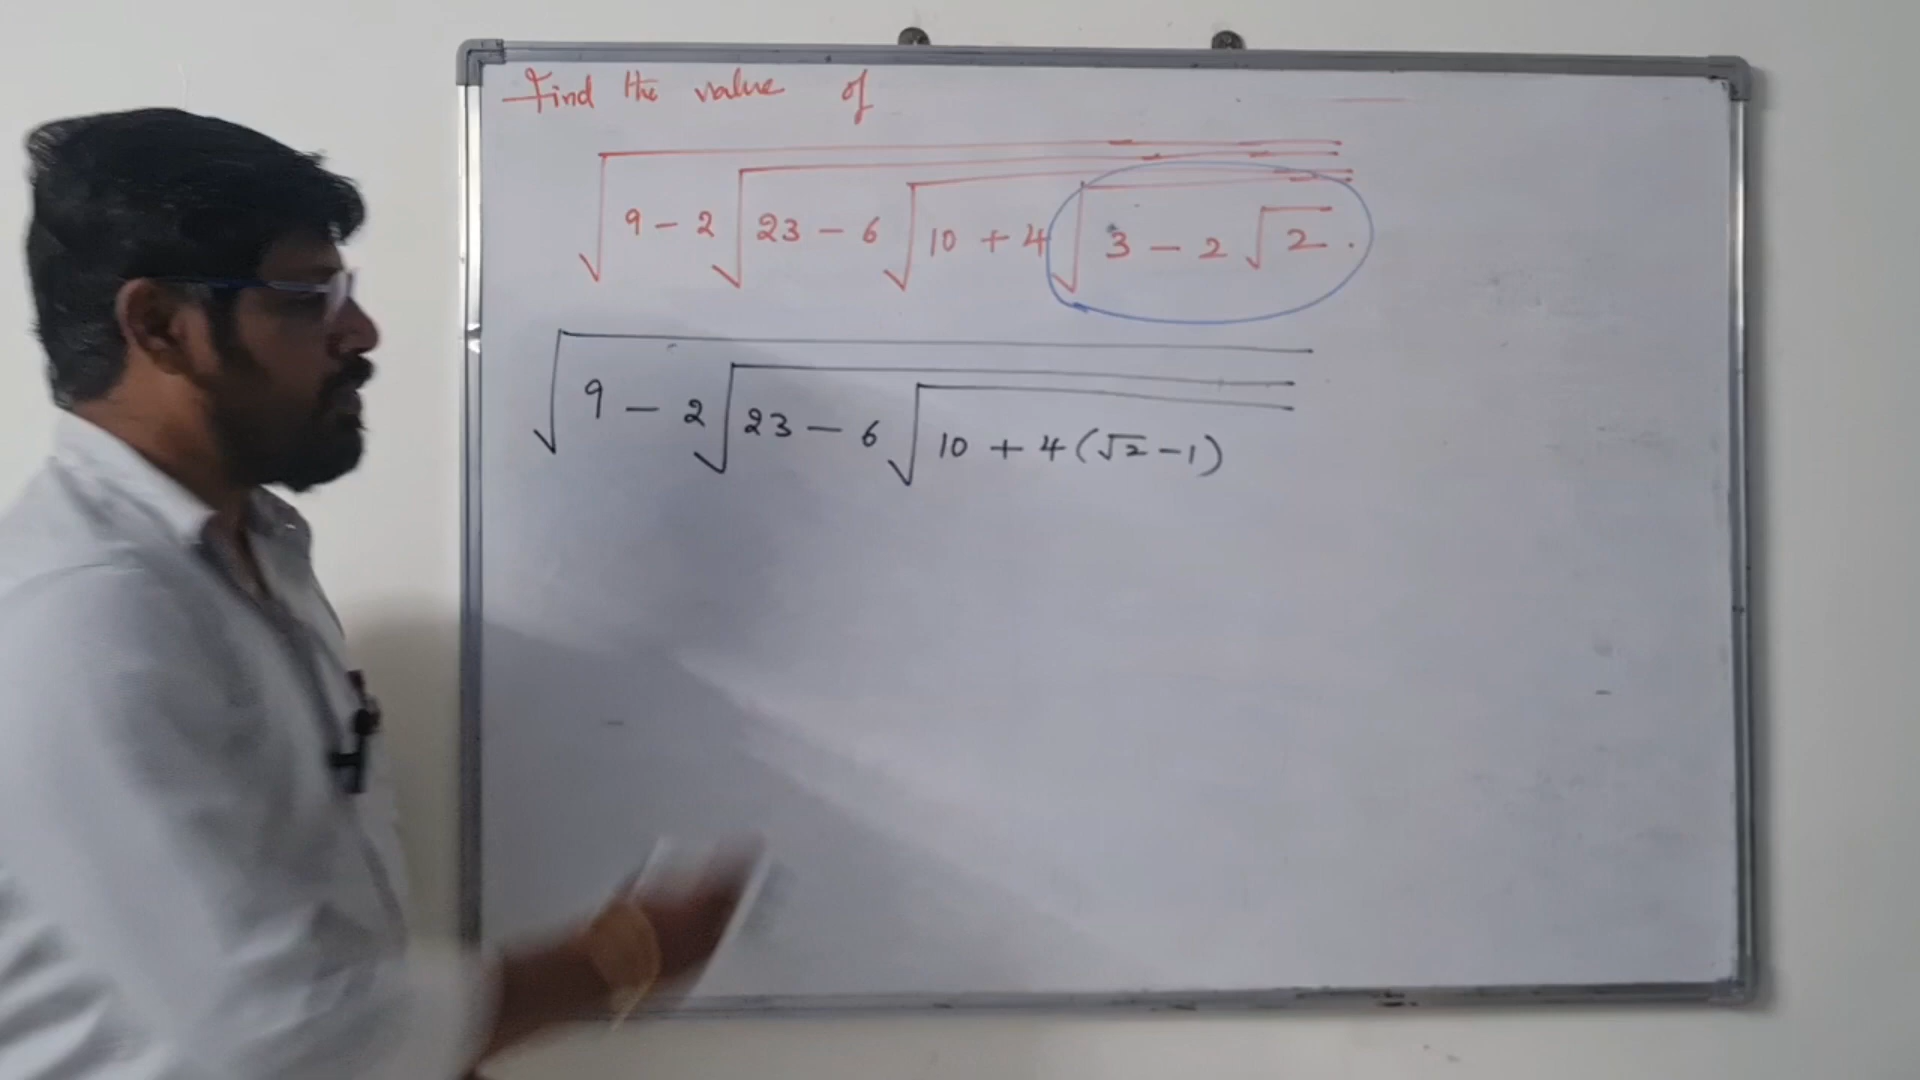 Find the value of
√(9 - 2√(23 - 6√(10 + 4√(3 - 2√2.
√(9 - 2√(23 - 6√(10 + 4(√2 - 1)